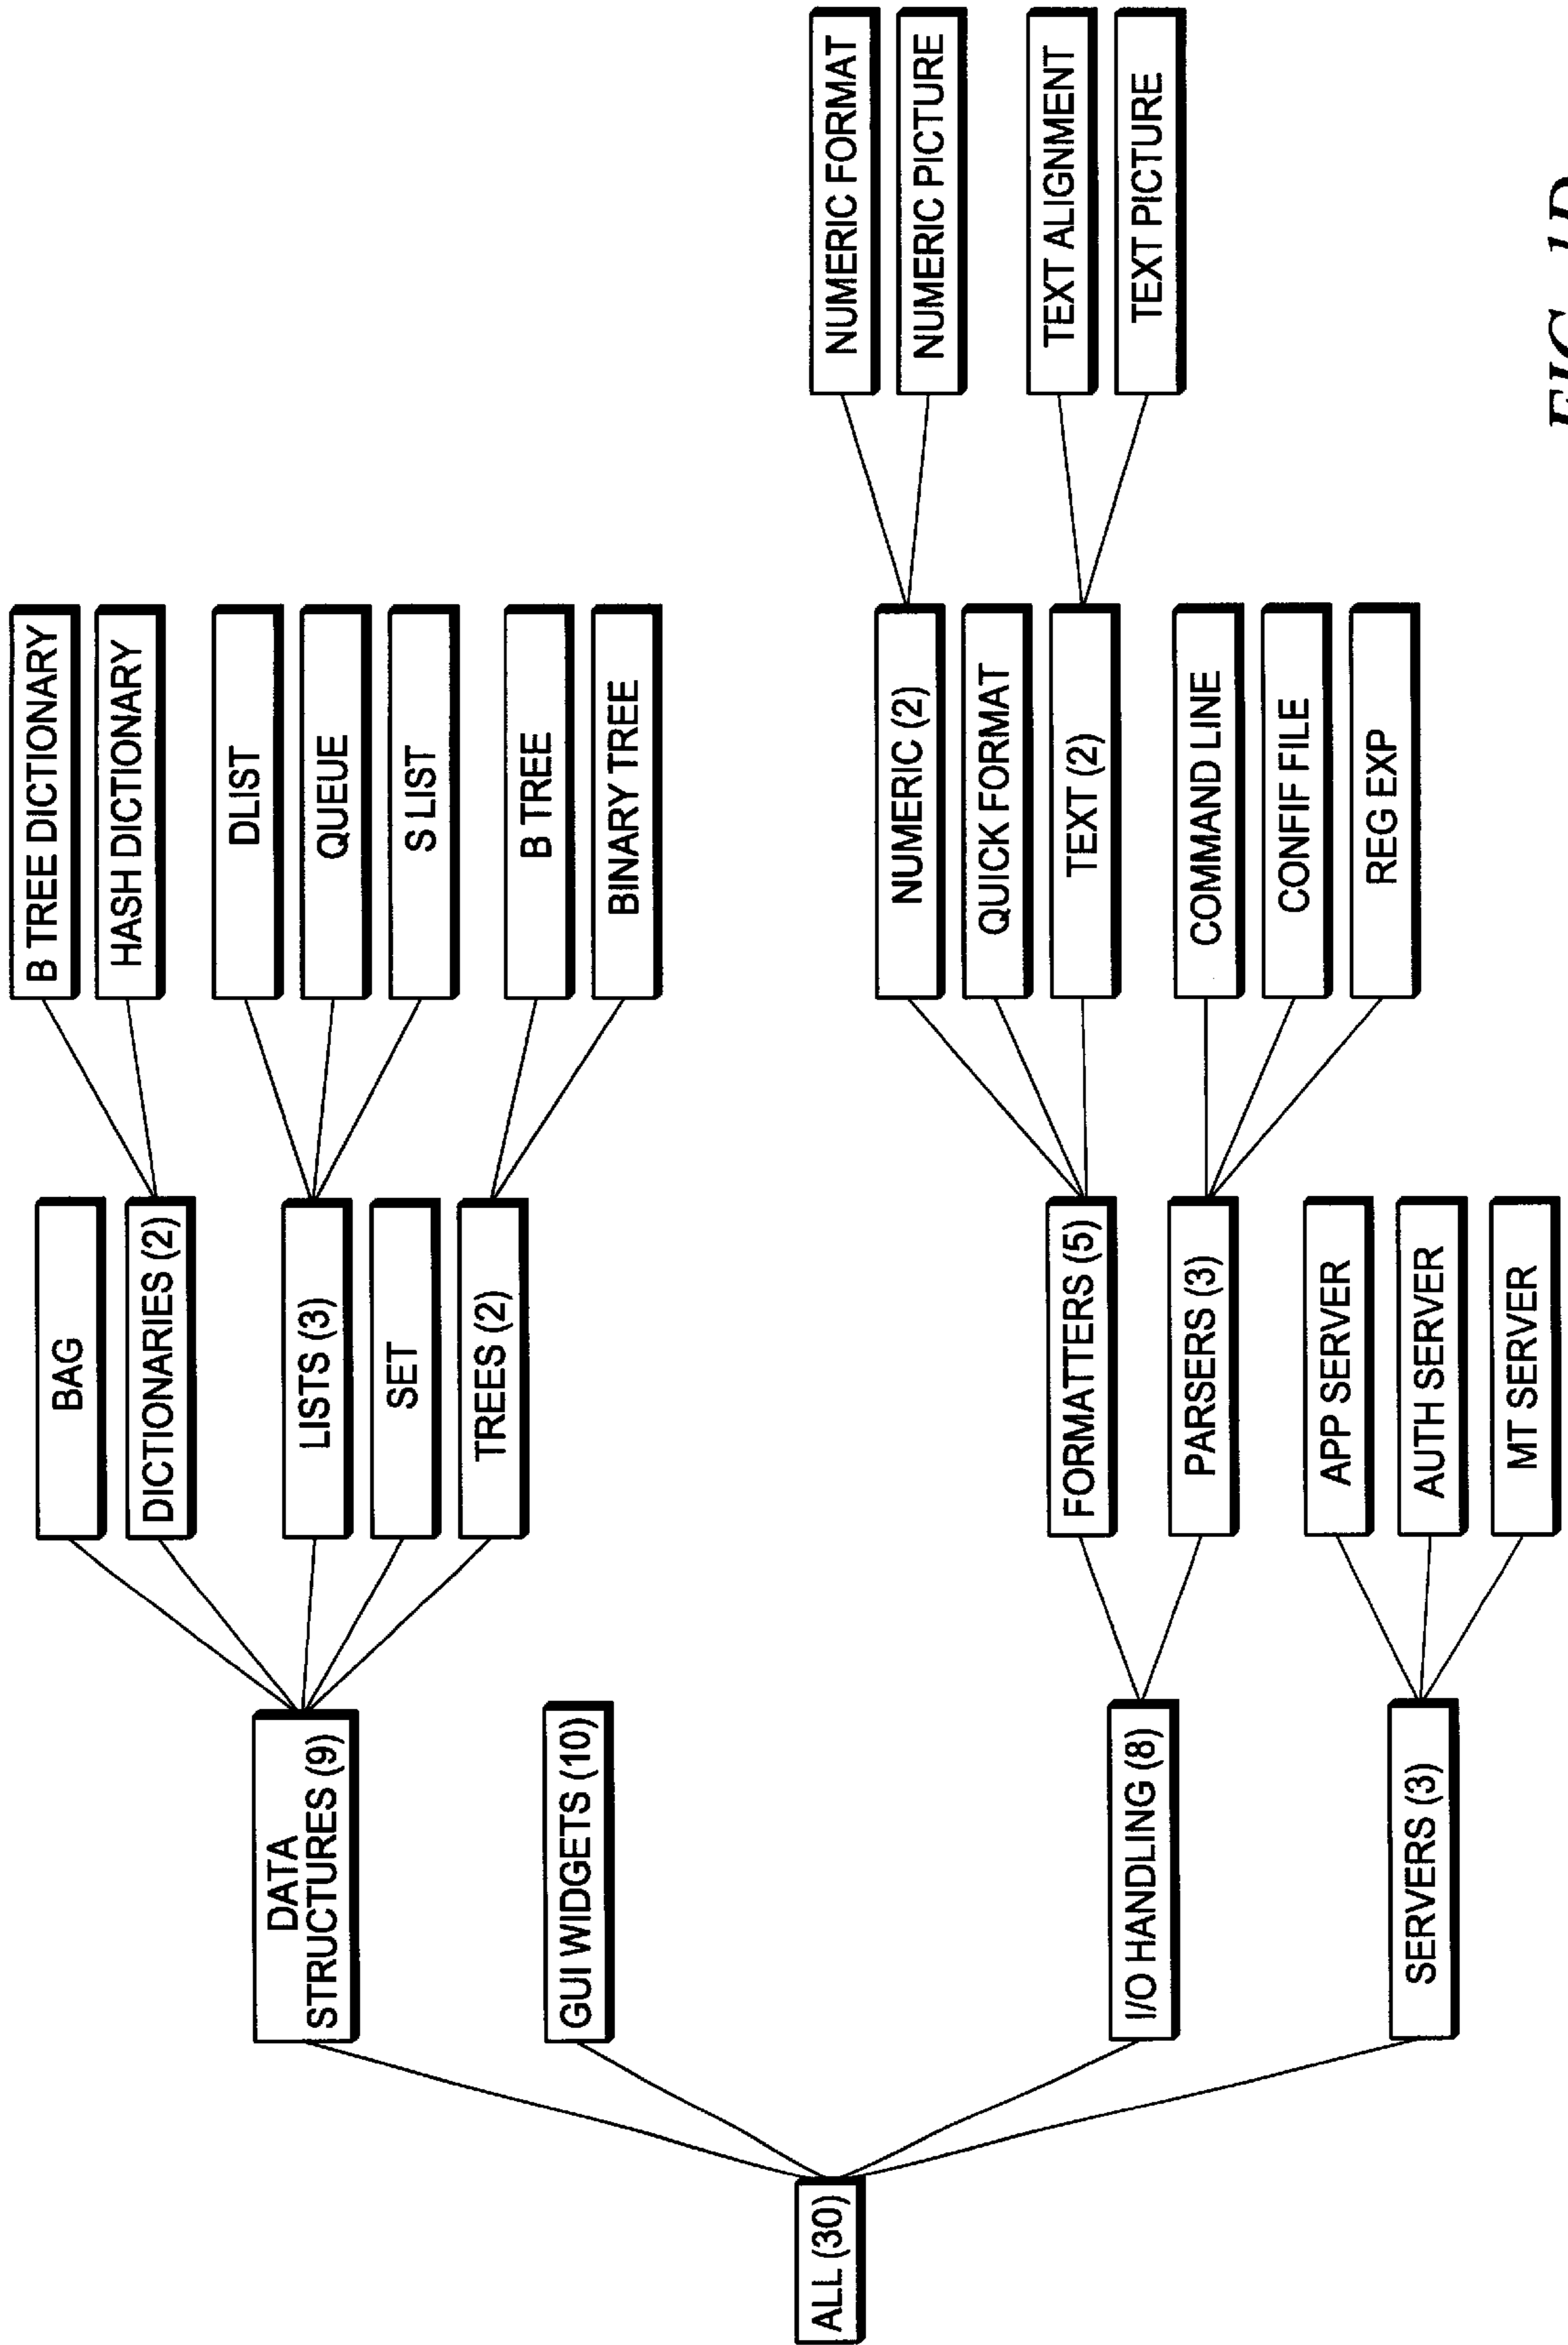 ALL (30)
DATA
STRUCTURES (9)
GUI WIDGETS (10)
I/O HANDLING (8)
SERVERS (3)
BAG
DICTIONARIES (2)
LISTS (3)
SET
TREES (2)
FORMATTERS (5)
PARSERS (3)
APP SERVER
AUTH SERVER
MT SERVER
B TREE DICTIONARY
HASH DICTIONARY
DLIST
QUEUE
S LIST
B TREE
BINARY TREE
NUMERIC (2)
QUICK FORMAT
TEXT (2)
COMMAND LINE
CONFIF FILE
REG EXP
NUMERIC FORMAT
NUMERIC PICTURE
TEXT ALIGNMENT
TEXT PICTURE